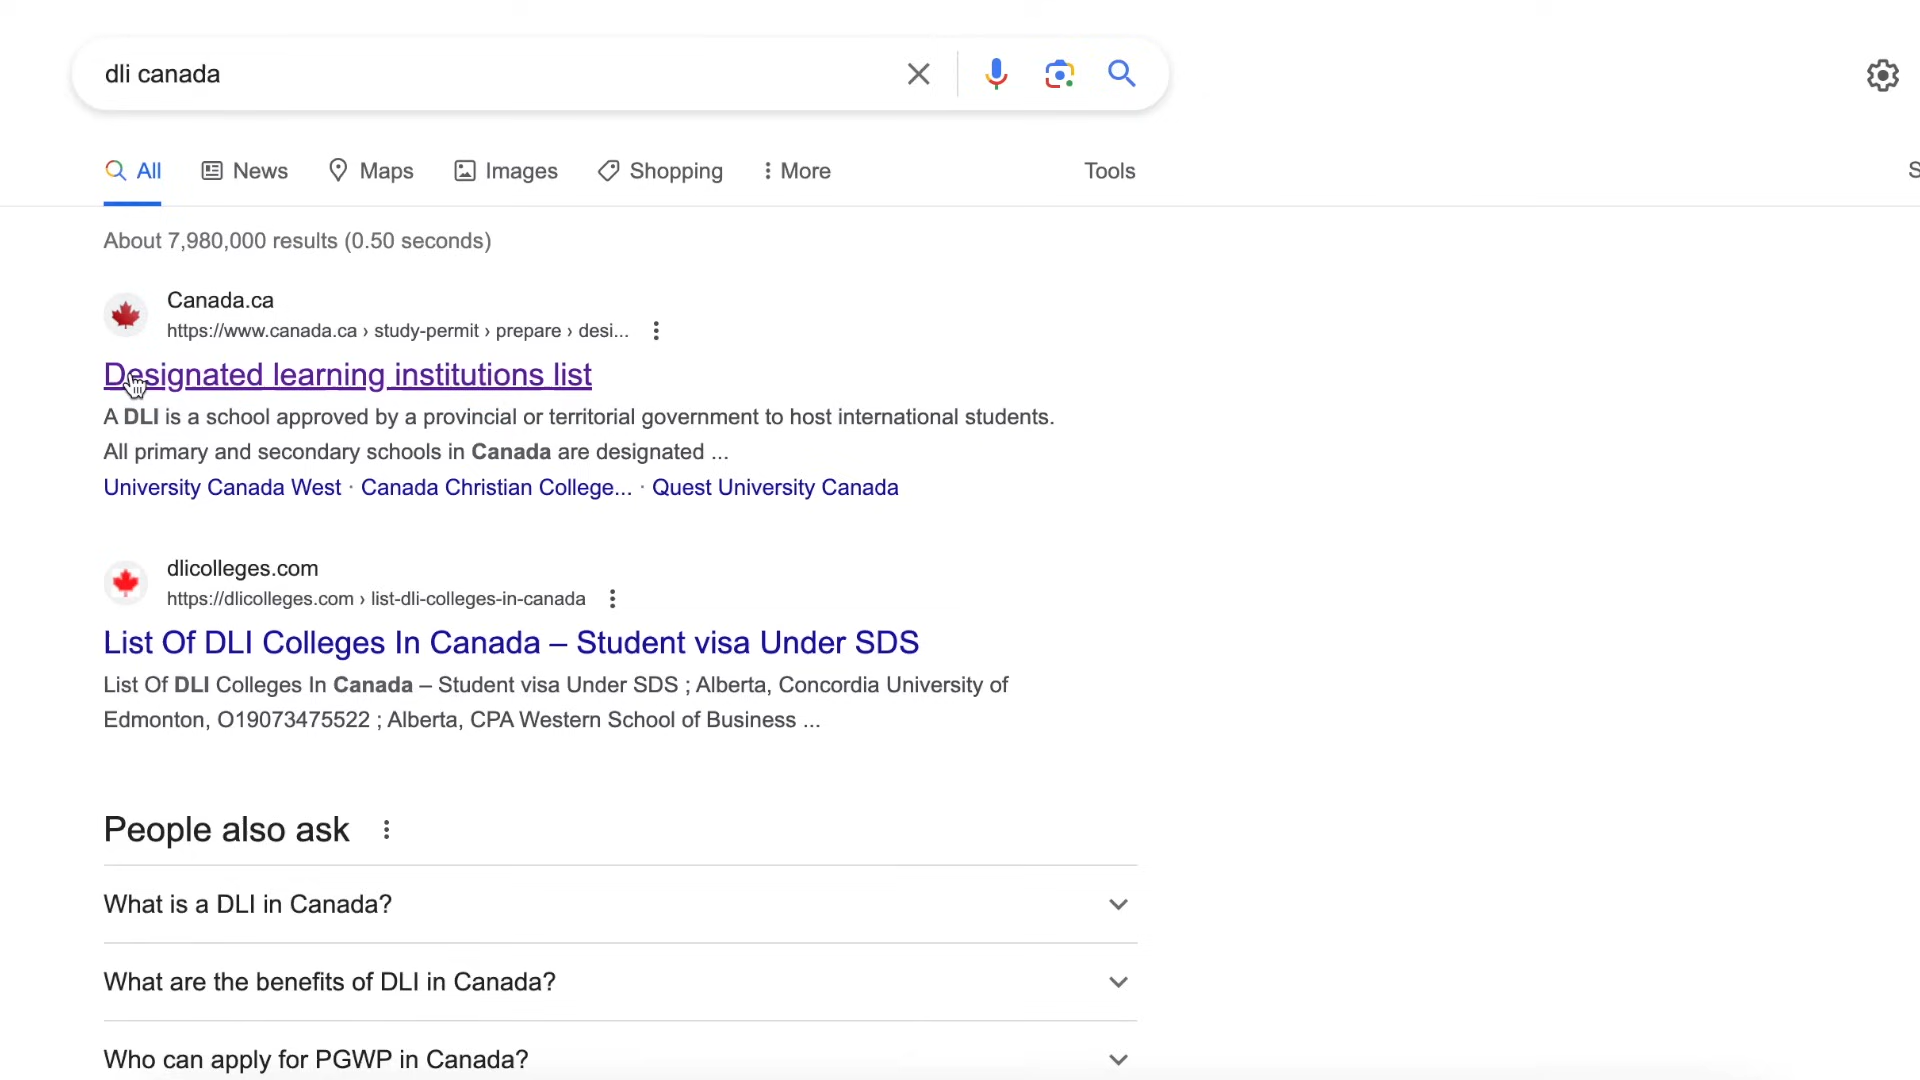 dli canada
All News Maps Images Shopping More Tools
About 7,980,000 results (0.50 seconds)
Canada.ca
https://www.canada.ca › study-permit › prepare › desi...
Designated learning institutions list
A DLI is a school approved by a provincial or territorial government to host international students.
All primary and secondary schools in Canada are designated ...
University Canada West · Canada Christian College... · Quest University Canada
dlicolleges.com
https://dlicolleges.com › list-dli-colleges-in-canada
List Of DLI Colleges In Canada – Student visa Under SDS
List Of DLI Colleges In Canada – Student visa Under SDS ; Alberta, Concordia University of
Edmonton, O19073475522 ; Alberta, CPA Western School of Business ...
People also ask
What is a DLI in Canada?
What are the benefits of DLI in Canada?
Who can apply for PGWP in Canada?